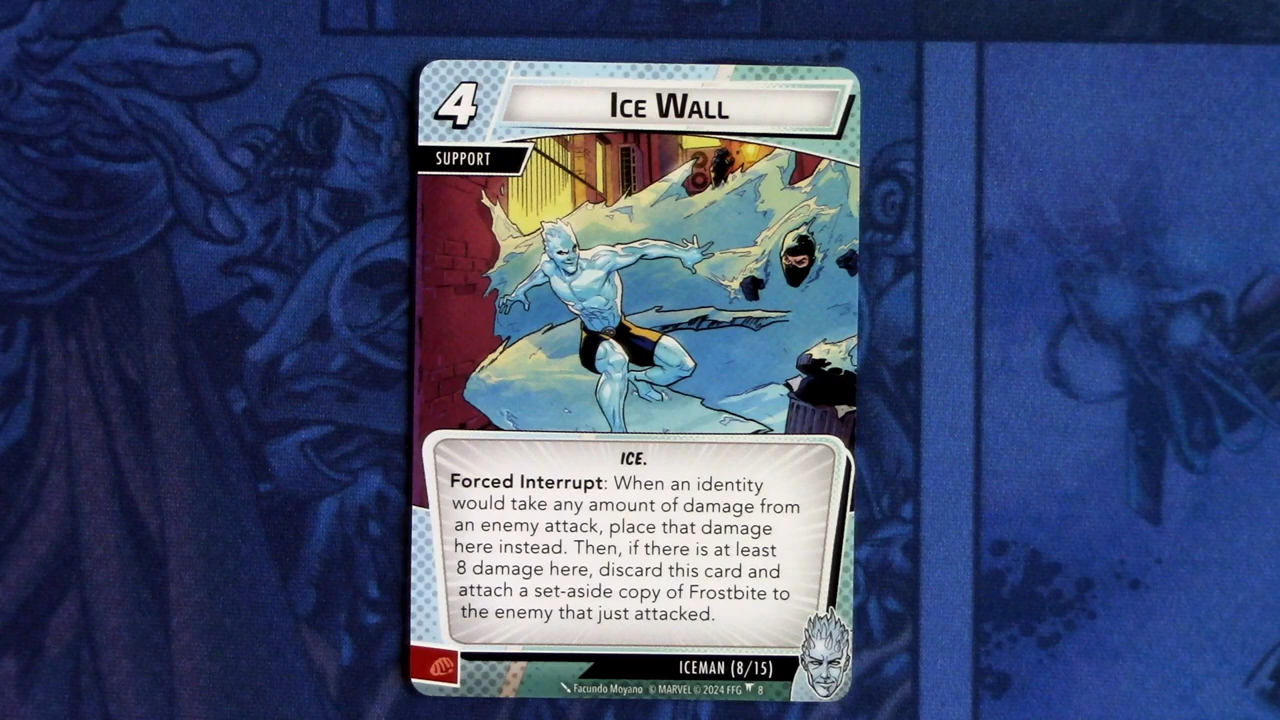 4
ICE WALL
SUPPORT
ICE.
Forced Interrupt: When an identity
would take any amount of damage from
an enemy attack, place that damage
here instead. Then, if there is at least
8 damage here, discard this card and
attach a set-aside copy of Frostbite to
the enemy that just attacked.
ICEMAN (8/15)
Facundo Moyano © MARVEL © 2024 FFG 8